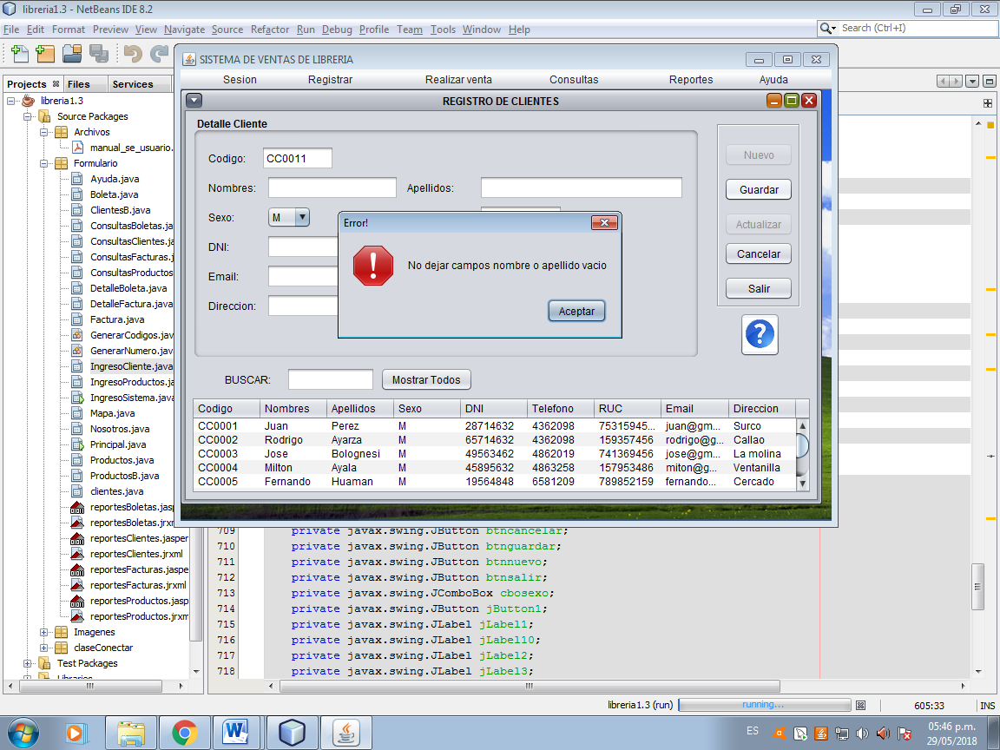 libreria1.3 - NetBeans IDE 8.2
File Edit Format Preview View Navigate Source Refactor Run Debug Profile Team Tools Window Help
Search (Ctrl+I)
SISTEMA DE VENTAS DE LIBRERIA
Sesion Registrar Realizar venta Consultas Reportes Ayuda
Projects Files Services
libreria1.3
Source Packages
Archivos
manual_se_usuario.
Formulario
Ayuda.java
Boleta.java
ClientesB.java
ConsultasBoletas.ja
ConsultasClientes.ja
ConsultasFacturas.j
ConsultasProductos
DetalleBoleta.java
DetalleFactura.java
Factura.java
GenerarCodigos.jav
GenerarNumero.jav
IngresoCliente.java
IngresoProductos.jav
IngresoSistema.java
Mapa.java
Nosotros.java
Principal.java
Productos.java
ProductosB.java
clientes.java
reportesBoletas.jasp
reportesBoletas.jrxm
reportesClientes.jasper
reportesClientes.jrxml
reportesFacturas.jaspe
reportesFacturas.jrxml
reportesProductos.jasp
reportesProductos.jrxm
Imagenes
claseConectar
Test Packages
Libraries
REGISTRO DE CLIENTES
Detalle Cliente
Codigo: CC0011
Nombres: Apellidos:
Sexo: M
DNI:
Email:
Direccion:
Nuevo
Guardar
Actualizar
Cancelar
Salir
?
Error!
No dejar campos nombre o apellido vacio
Aceptar
BUSCAR: Mostrar Todos
Codigo Nombres Apellidos Sexo DNI Telefono RUC Email Direccion
CC0001 Juan Perez M 28714632 4362098 75315945... juan@gm... Surco
CC0002 Rodrigo Ayarza M 65714632 4362098 159357456 rodrigo@g... Callao
CC0003 Jose Bolognesi M 49563462 4862019 741369456 jose@gm... La molina
CC0004 Milton Ayala M 45895632 4863258 157953486 miton@g... Ventanilla
CC0005 Fernando Huaman M 19564848 6581209 789852159 fernando... Cercado
709 private javax.swing.JButton btncancelar;
710 private javax.swing.JButton btnguardar;
711 private javax.swing.JButton btnnuevo;
712 private javax.swing.JButton btnsalir;
713 private javax.swing.JComboBox cbosexo;
714 private javax.swing.JButton jButton1;
715 private javax.swing.JLabel jLabel1;
716 private javax.swing.JLabel jLabel10;
717 private javax.swing.JLabel jLabel2;
718 private javax.swing.JLabel jLabel3;
libreria1.3 (run) running... 605:33 INS
ES
05:46 p.m.
29/05/2018